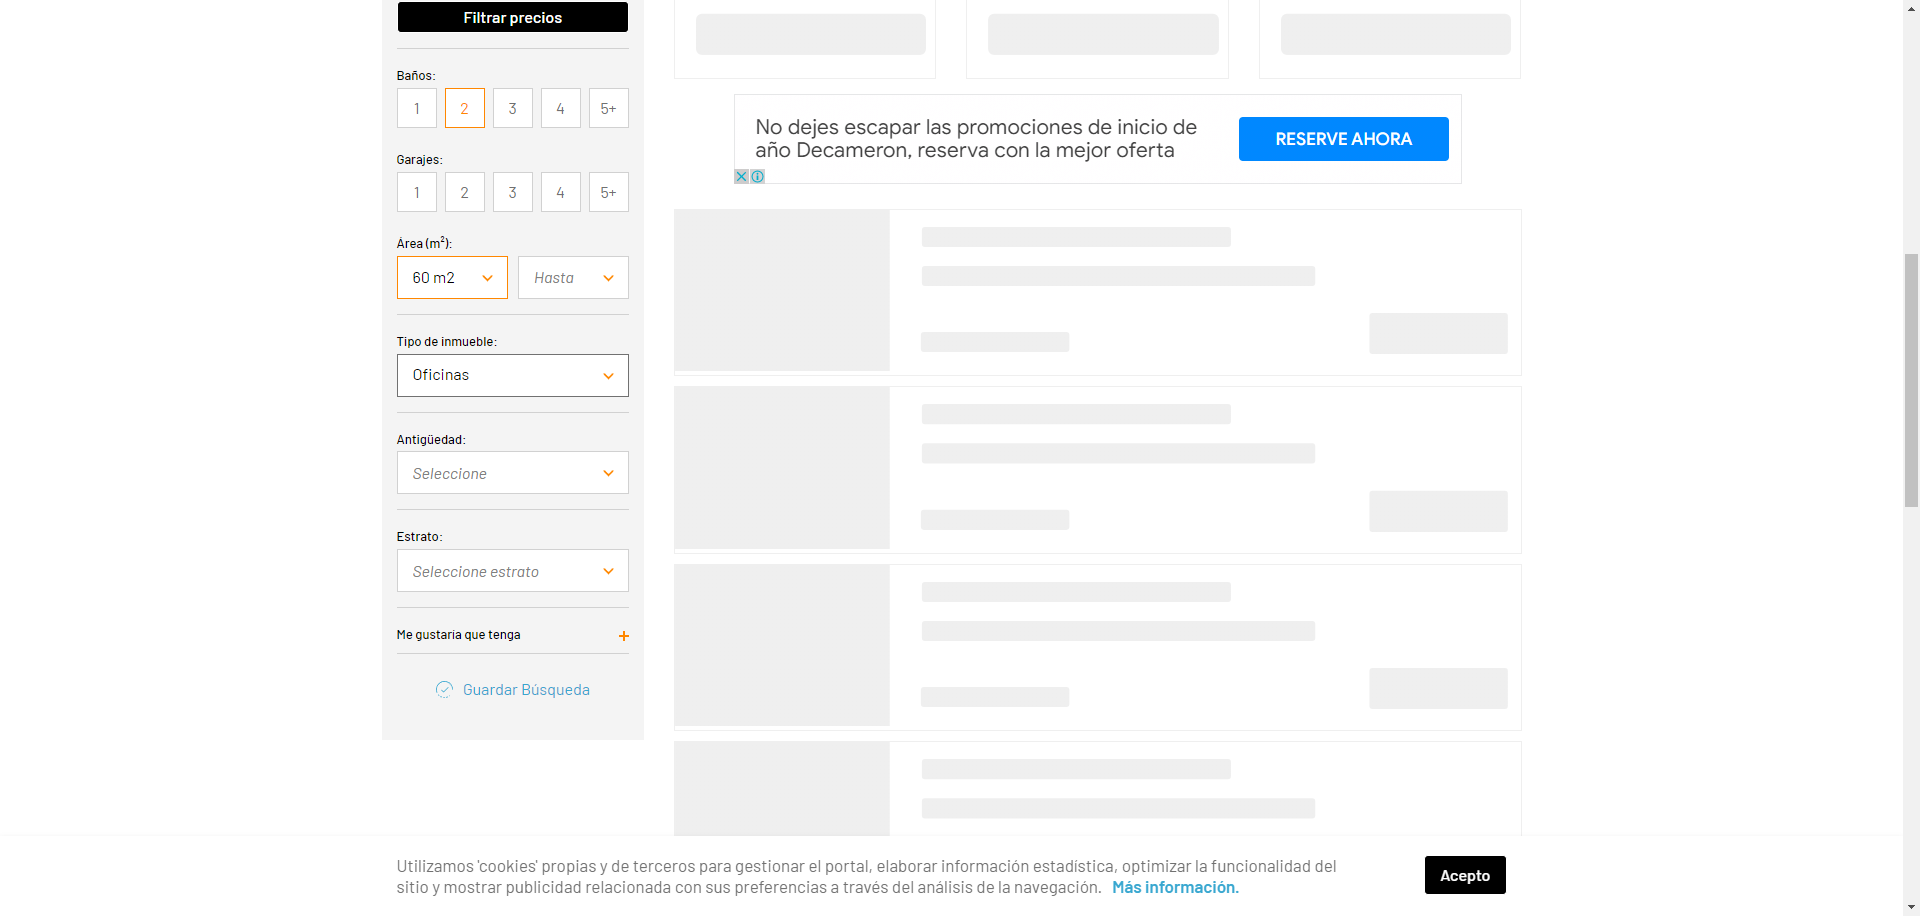 Filtrar precios
Baños:
1 2 3 4 5+
Garajes:
1 2 3 4 5+
Área (m²):
60 m2 Hasta
Tipo de inmueble:
Oficinas
Antigüedad:
Seleccione
Estrato:
Seleccione estrato
Me gustaría que tenga +
Guardar Búsqueda
No dejes escapar las promociones de inicio de
año Decameron, reserva con la mejor oferta
RESERVE AHORA
Utilizamos 'cookies' propias y de terceros para gestionar el portal, elaborar información estadística, optimizar la funcionalidad del
sitio y mostrar publicidad relacionada con sus preferencias a través del análisis de la navegación. Más información.
Acepto